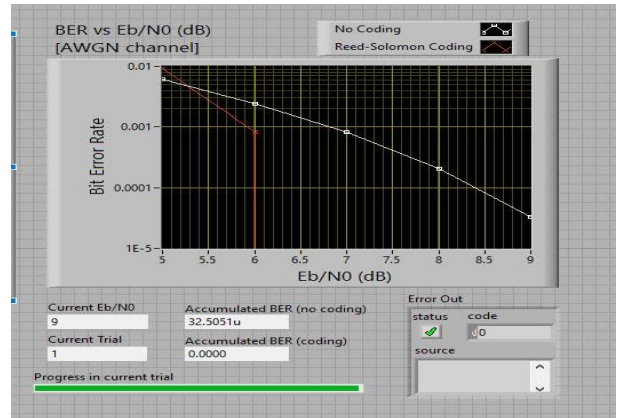 BER vs Eb/N0 (dB)
[AWGN channel]
No Coding
Reed-Solomon Coding
Bit Error Rate
0.01
0.001
0.0001
1E-5
5 5.5 6 6.5 7 7.5 8 8.5 9
Eb/N0 (dB)
Current Eb/N0
9
Accumulated BER (no coding)
32.5051u
Current Trial
1
Accumulated BER (coding)
0.0000
Progress in current trial
Error Out
status code
d0
source